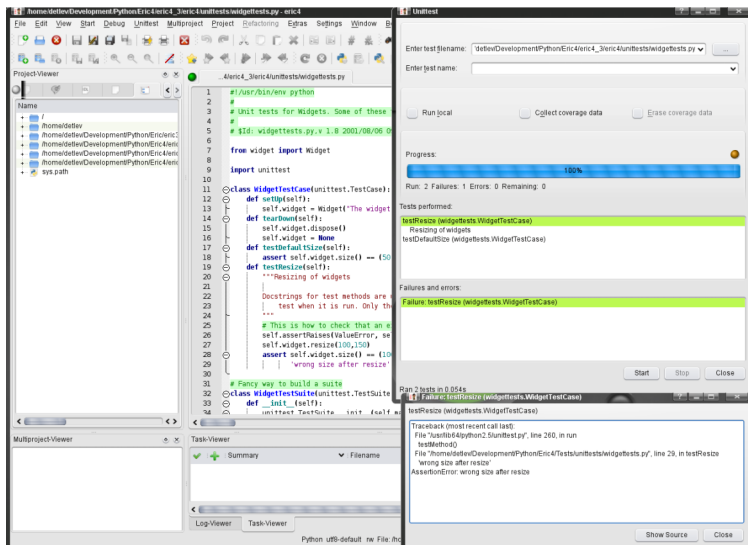 /home/detlev/Development/Python/Eric4/eric4_3/eric4/unittests/widgettests.py - eric4
File Edit View Start Debug Unittest Multiproject Project Refactoring Extras Settings Window
Project-Viewer
Name
/
/home/detlev
/home/detlev/Development/Python/Eric/eric3
/home/detlev/Development/Python/Eric4/eric
/home/detlev/Development/Python/Eric4/eric
/home/detlev/Development/Python/Eric4/eric
sys.path
...4/eric4_3/eric4/unittests/widgettests.py
1 #!/usr/bin/env python
2 #
3 # Unit tests for Widgets. Some of these
4 #
5 # $Id: widgettests.py,v 1.8 2001/08/06
6
7 from widget import Widget
8
9 import unittest
10
11 class WidgetTestCase(unittest.TestCase):
12 def setUp(self):
13 self.widget = Widget("The widget
14 def tearDown(self):
15 self.widget.dispose()
16 self.widget = None
17 def testDefaultSize(self):
18 assert self.widget.size() == (50
19 def testResize(self):
20 """Resizing of widgets
21
22 Docstrings for test methods are
23 test when it is run. Only the
24 """
25 # This is how to check that an e
26 self.assertRaises(ValueError, se
27 self.widget.resize(100,150)
28 assert self.widget.size() == (10
29 'wrong size after resize'
30
31 # Fancy way to build a suite
32 class WidgetTestSuite(unittest.TestSuite
33 def __init__(self):
34 unittest.TestSuite.__init__(self
Multiproject-Viewer
Task-Viewer
Summary
Filename
Log-Viewer
Task-Viewer
Python utf8-default rw File: /ho
Unittest
Enter test filename: 'detlev/Development/Python/Eric4/eric4_3/eric4/unittests/widgettests.py
...
Enter test name:
Run local
Collect coverage data
Erase coverage data
Progress:
100%
Run: 2 Failures: 1 Errors: 0 Remaining: 0
Tests performed:
testResize (widgettests.WidgetTestCase)
Resizing of widgets
testDefaultSize (widgettests.WidgetTestCase)
Failures and errors:
Failure: testResize (widgettests.WidgetTestCase)
Start
Stop
Close
Ran 2 tests in 0.054s
Failure: testResize (widgettests.WidgetTestCase)
testResize (widgettests.WidgetTestCase)
Traceback (most recent call last):
File "/usr/lib64/python2.5/unittest.py", line 260, in run
testMethod()
File "/home/detlev/Development/Python/Eric4/Tests/unittests/widgettests.py", line 29, in testResize
'wrong size after resize'
AssertionError: wrong size after resize
Show Source
Close